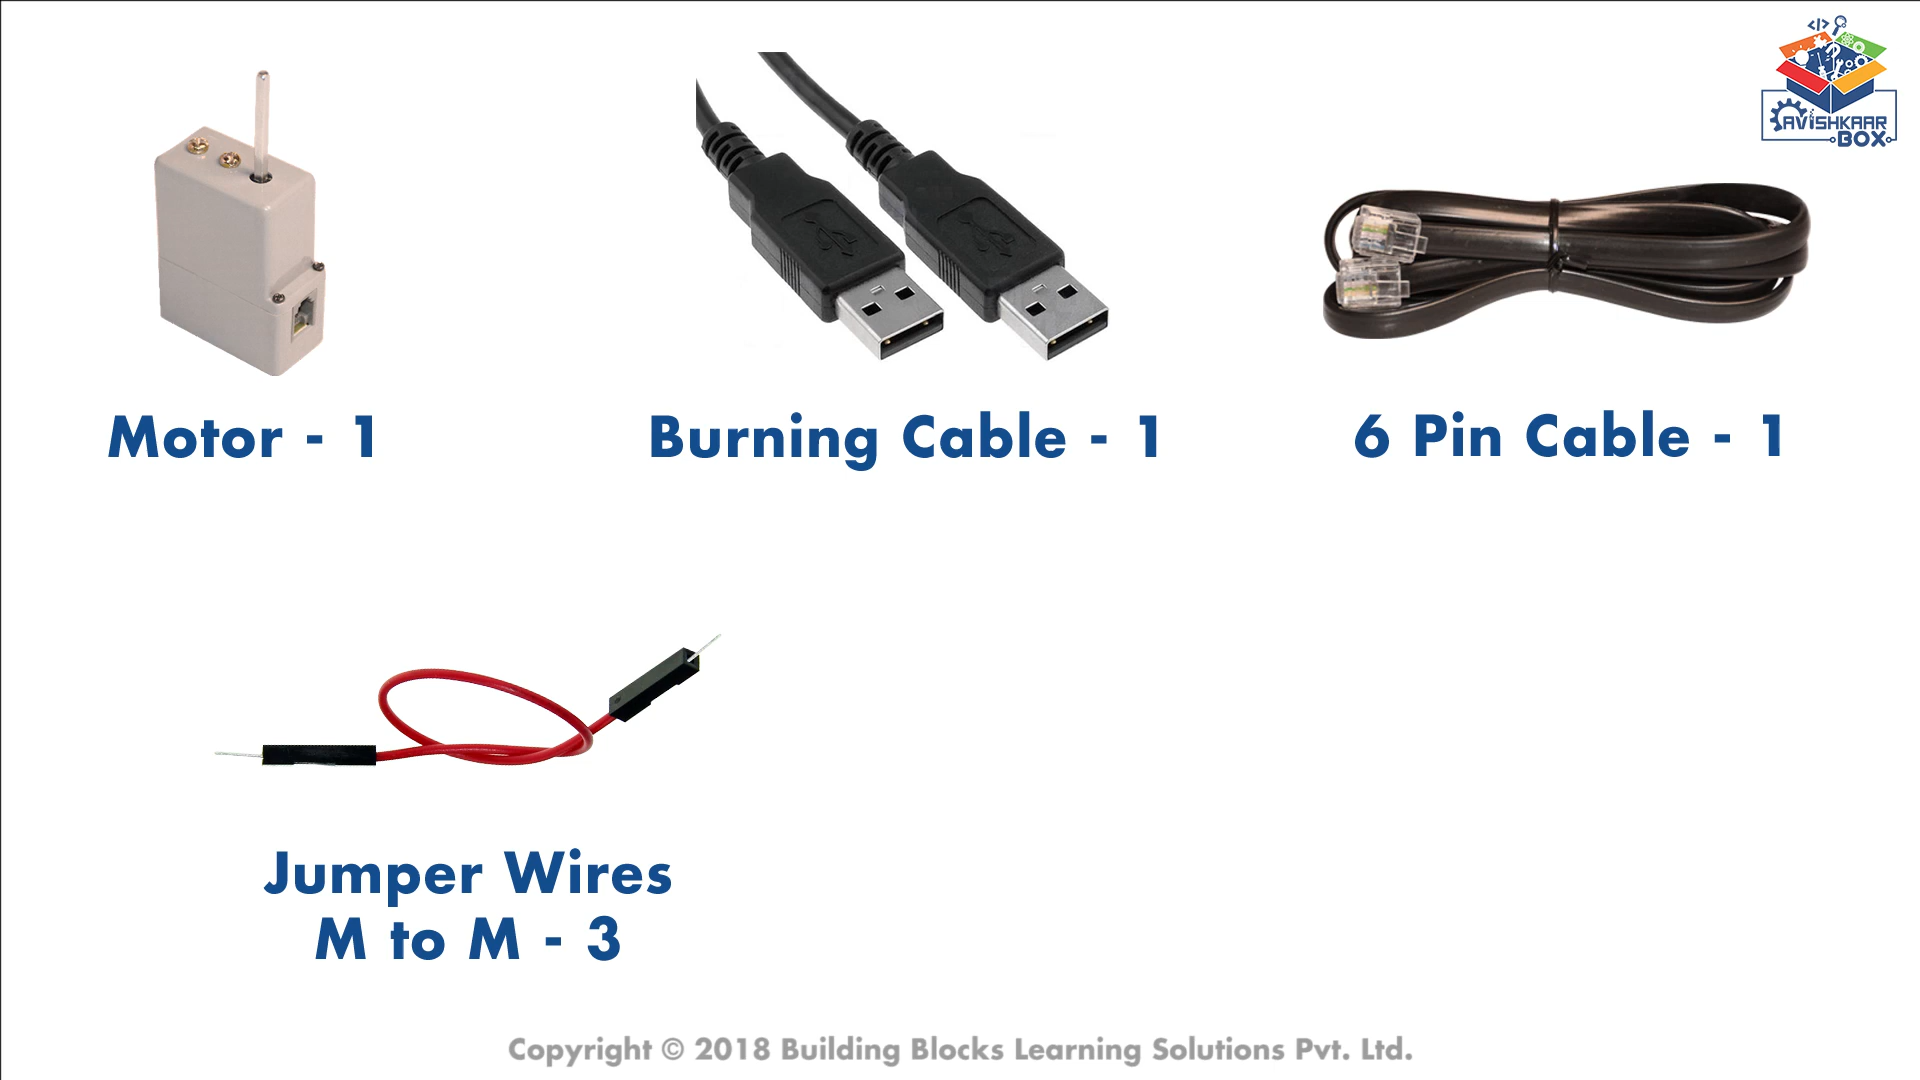 </>
AVISHKAAR
BOX
Motor - 1
Burning Cable - 1
6 Pin Cable - 1
Jumper Wires
M to M - 3
Copyright © 2018 Building Blocks Learning Solutions Pvt. Ltd.